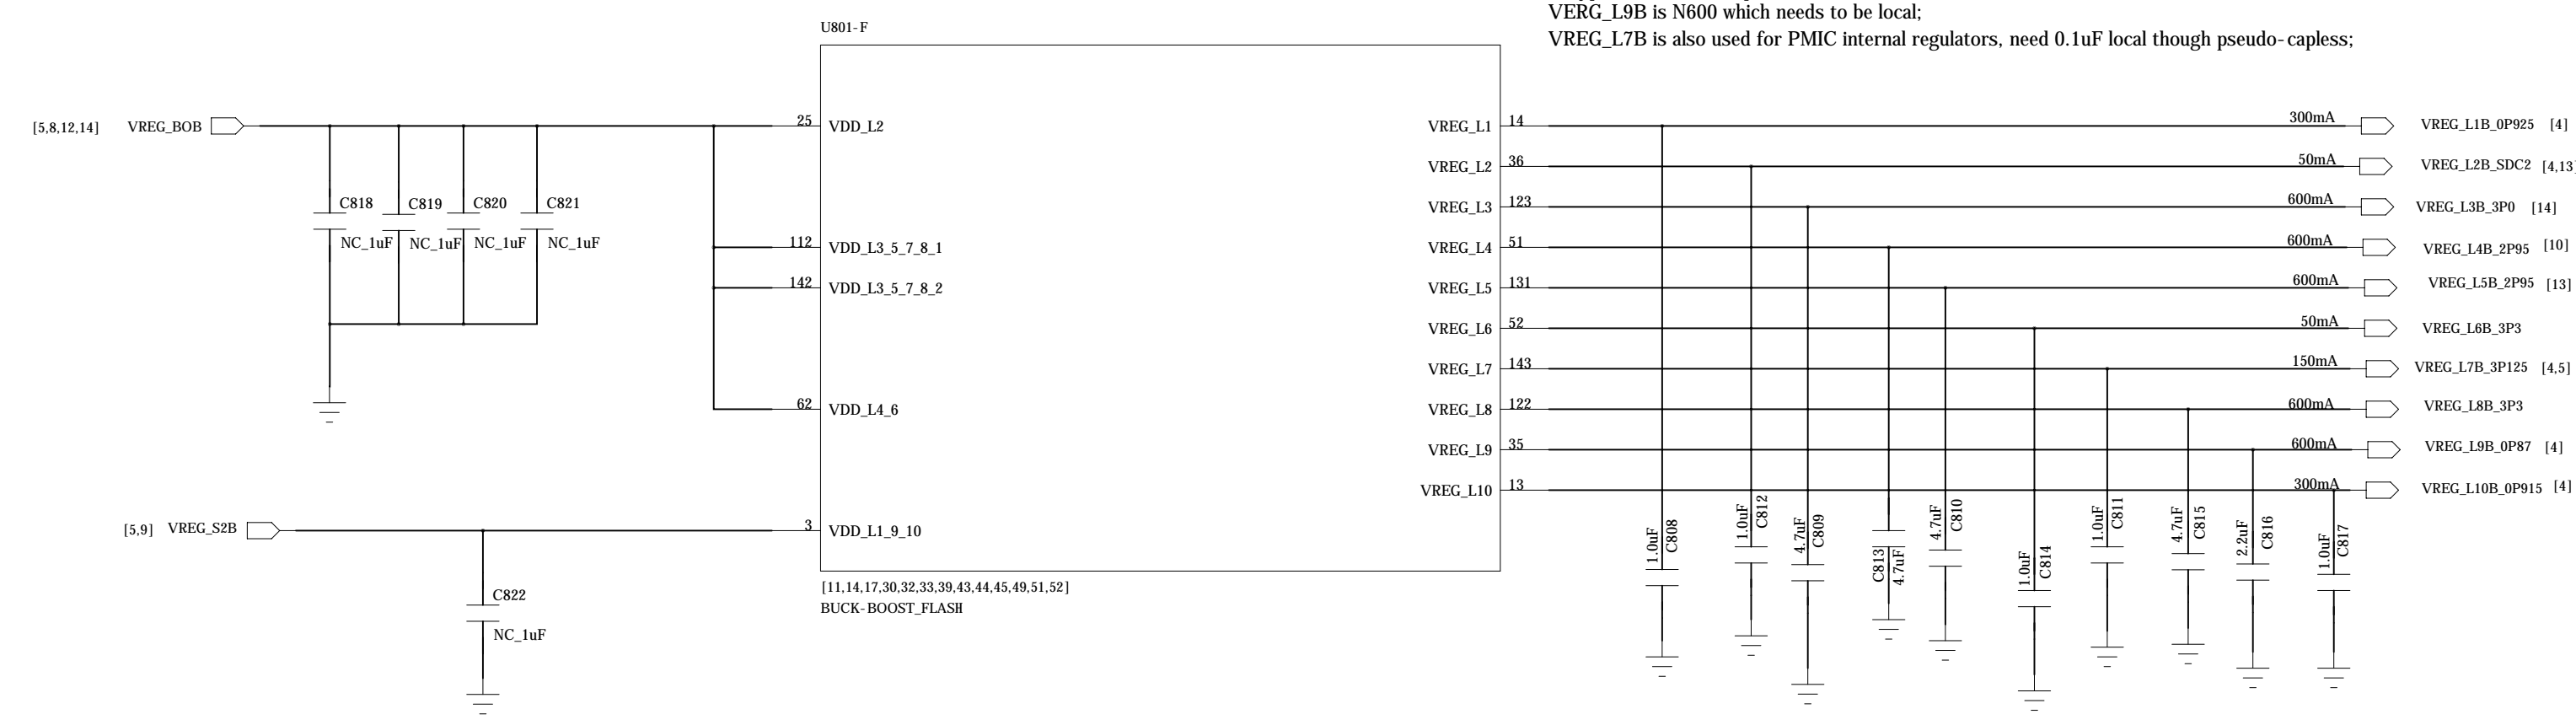 VERG_L9B is N600 which needs to be local;
VREG_L7B is also used for PMIC internal regulators, need 0.1uF local though pseudo-capless;
U801-F
[5,8,12,14] VREG_BOB
25 VDD_L2
VREG_L1 14 300mA VREG_L1B_0P925 [4]
VREG_L2 36 50mA VREG_L2B_SDC2 [4,13]
C818 C819 C820 C821
VREG_L3 123 600mA VREG_L3B_3P0 [14]
NC_1uF NC_1uF NC_1uF NC_1uF
112 VDD_L3_5_7_8_1
VREG_L4 51 600mA VREG_L4B_2P95 [10]
142 VDD_L3_5_7_8_2
VREG_L5 131 600mA VREG_L5B_2P95 [13]
VREG_L6 52 50mA VREG_L6B_3P3
VREG_L7 143 150mA VREG_L7B_3P125 [4,5]
62 VDD_L4_6
VREG_L8 122 600mA VREG_L8B_3P3
VREG_L9 35 600mA VREG_L9B_0P87 [4]
VREG_L10 13 300mA VREG_L10B_0P915 [4]
[5,9] VREG_S2B
3 VDD_L1_9_10
1.0uF C808
1.0uF C812
4.7uF C809
C813 4.7uF
4.7uF C810
1.0uF C814
1.0uF C811
4.7uF C815
2.2uF C816
1.0uF C817
[11,14,17,30,32,33,39,43,44,45,49,51,52]
BUCK-BOOST_FLASH
C822
NC_1uF